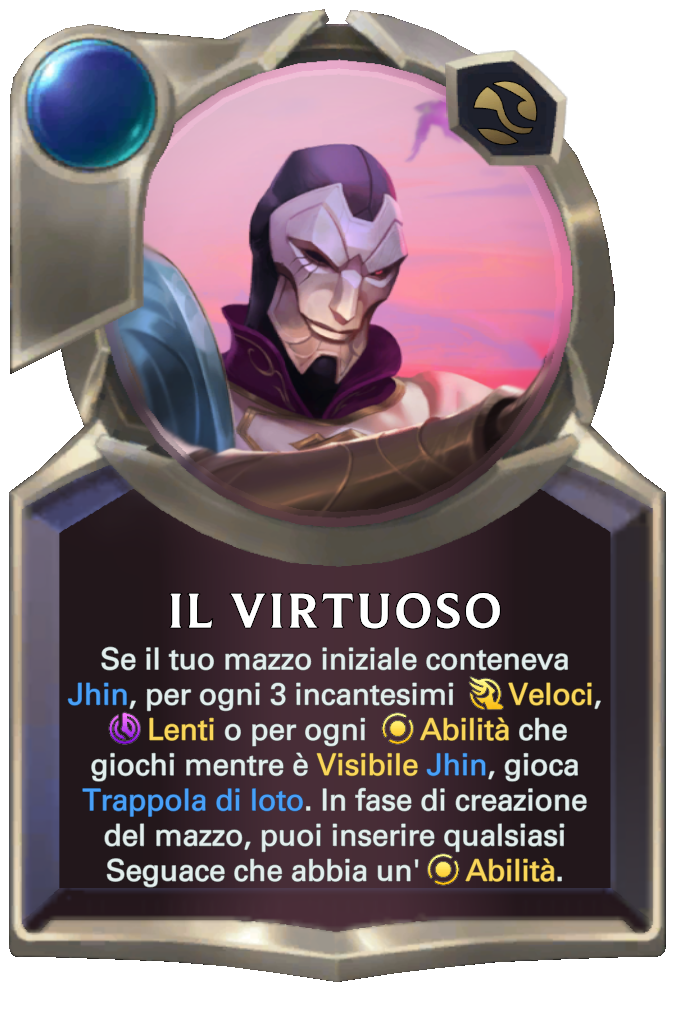 IL VIRTUOSO
Se il tuo mazzo iniziale conteneva
Jhin, per ogni 3 incantesimi Veloci,
Lenti o per ogni Abilità che
giochi mentre è Visibile Jhin, gioca
Trappola di loto. In fase di creazione
del mazzo, puoi inserire qualsiasi
Seguace che abbia un' Abilità.